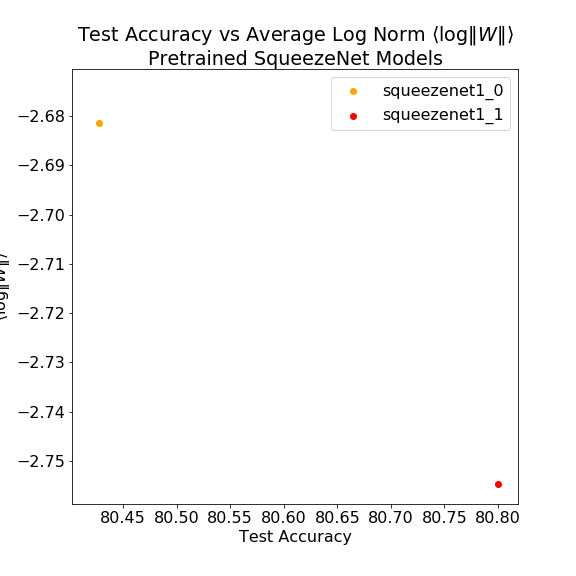 Test Accuracy vs Average Log Norm ⟨log‖W‖⟩
Pretrained SqueezeNet Models
squeezenet1_0
squeezenet1_1
−2.68
−2.69
−2.70
−2.71
−2.72
−2.73
−2.74
−2.75
⟨log‖W‖⟩
80.45 80.50 80.55 80.60 80.65 80.70 80.75 80.80
Test Accuracy